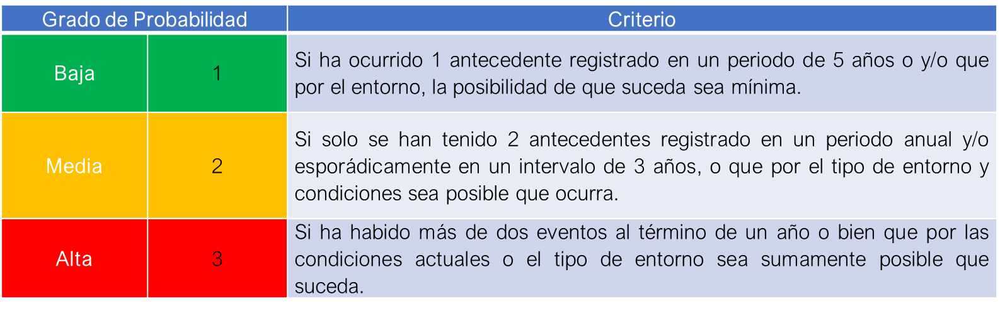 Grado de Probabilidad Criterio
Baja 1 Si ha ocurrido 1 antecedente registrado en un periodo de 5 años o y/o que
por el entorno, la posibilidad de que suceda sea mínima.
Media 2 Si solo se han tenido 2 antecedentes registrado en un periodo anual y/o
esporádicamente en un intervalo de 3 años, o que por el tipo de entorno y
condiciones sea posible que ocurra.
Alta 3 Si ha habido más de dos eventos al término de un año o bien que por las
condiciones actuales o el tipo de entorno sea sumamente posible que
suceda.